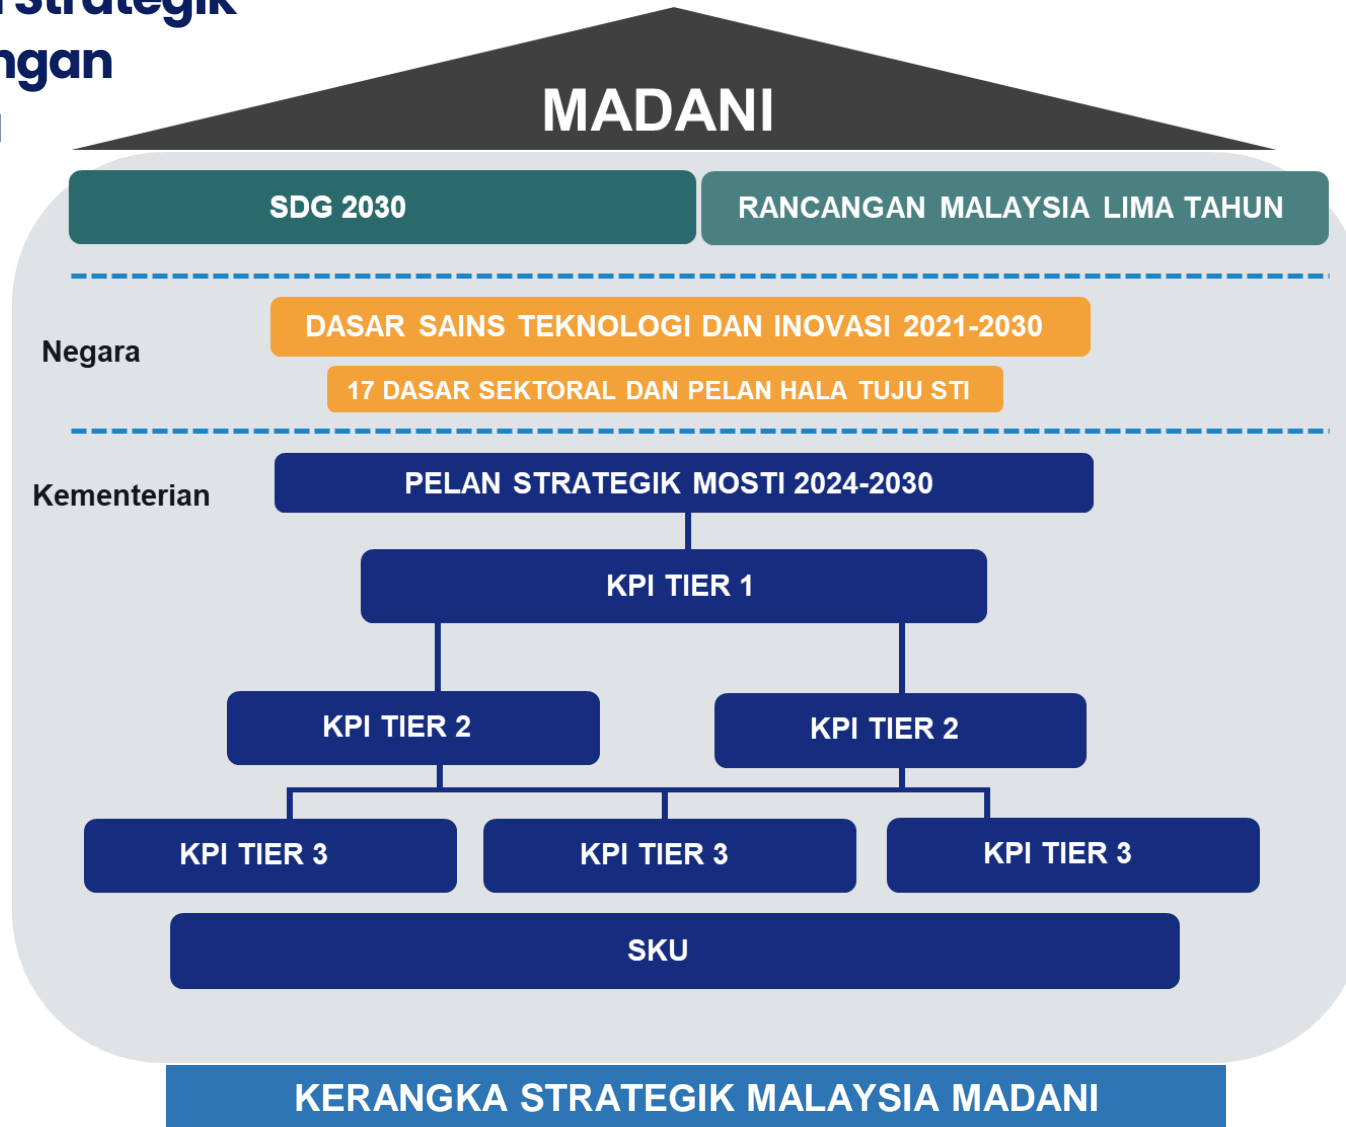 Strategik
MADANI
SDG 2030
RANCANGAN MALAYSIA LIMA TAHUN
Negara
DASAR SAINS TEKNOLOGI DAN INOVASI 2021-2030
17 DASAR SEKTORAL DAN PELAN HALA TUJU STI
Kementerian
PELAN STRATEGIK MOSTI 2024-2030
KPI TIER 1
KPI TIER 2
KPI TIER 2
KPI TIER 3
KPI TIER 3
KPI TIER 3
SKU
KERANGKA STRATEGIK MALAYSIA MADANI